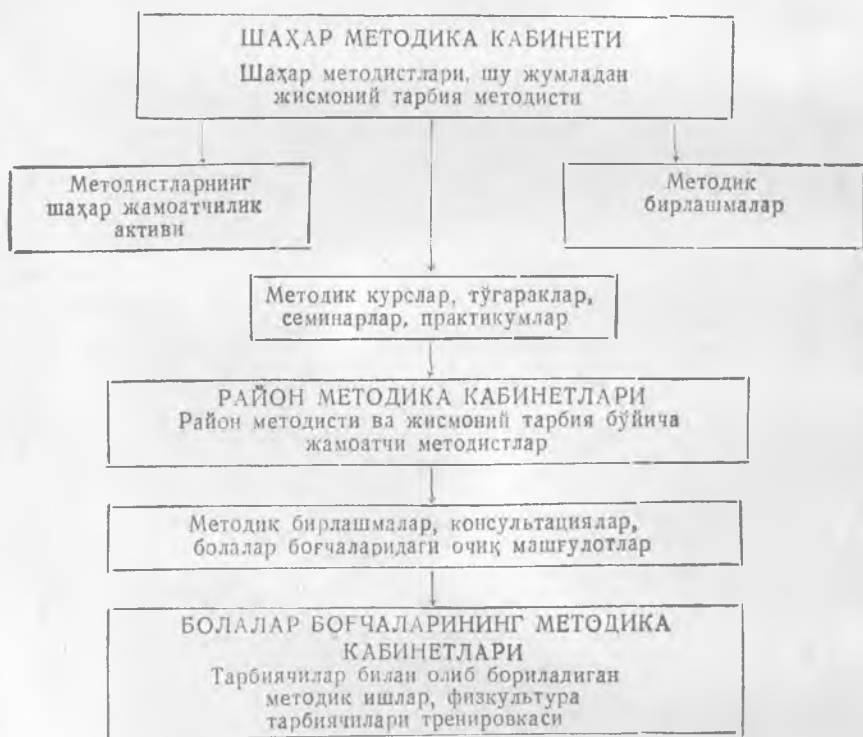 ШАҲАР МЕТОДИКА КАБИНЕТИ
Шаҳар методистлари, шу жумладан
жисмоний тарбия методисти
Методистларнинг
шаҳар жамоатчилик
активи
Методик
бирлашмалар
Методик курслар, тўгараклар,
семинарлар, практикумлар
РАЙОН МЕТОДИКА КАБИНЕТЛАРИ
Район методисти ва жисмоний тарбия бўйича
жамоатчи методистлар
Методик бирлашмалар, консультациялар,
болалар боғчаларидаги очиқ машғулотлар
БОЛАЛАР БОҒЧАЛАРИНИНГ МЕТОДИКА
КАБИНЕТЛАРИ
Тарбиячилар билан олиб бориладиган
методик ишлар, физкультура
тарбиячилари тренировкаси